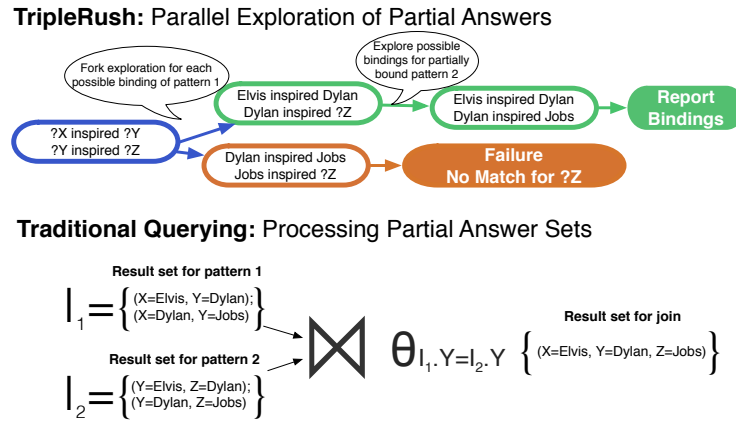 TripleRush: Parallel Exploration of Partial Answers
Fork exploration for each
possible binding of pattern 1
Explore possible
bindings for partially
bound pattern 2
?X inspired ?Y
?Y inspired ?Z
Elvis inspired Dylan
Dylan inspired ?Z
Elvis inspired Dylan
Dylan inspired Jobs
Report
Bindings
Dylan inspired Jobs
Jobs inspired ?Z
Failure
No Match for ?Z
Traditional Querying: Processing Partial Answer Sets
Result set for pattern 1
I1={(X=Elvis, Y=Dylan);
(X=Dylan, Y=Jobs)}
Result set for pattern 2
I2={(Y=Elvis, Z=Dylan);
(Y=Dylan, Z=Jobs)}
⋈ θI1.Y=I2.Y
Result set for join
{(X=Elvis, Y=Dylan, Z=Jobs)}